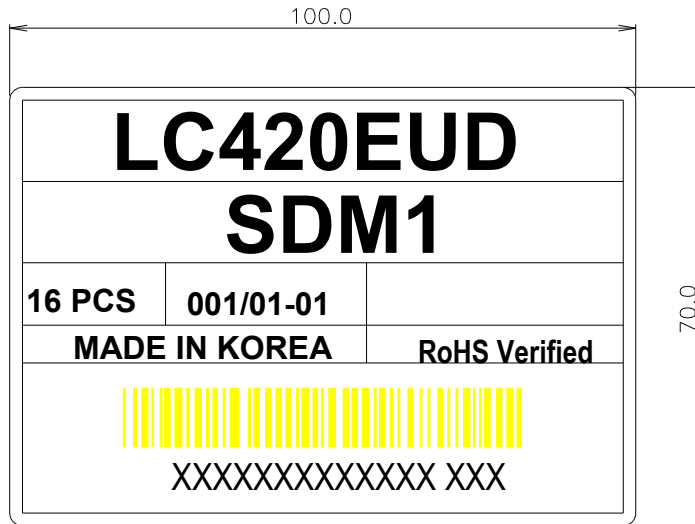 100.0
LC420EUD
SDM1
16 PCS 001/01-01
70.0
MADE IN KOREA RoHS Verified
XXXXXXXXXXXXX XXX